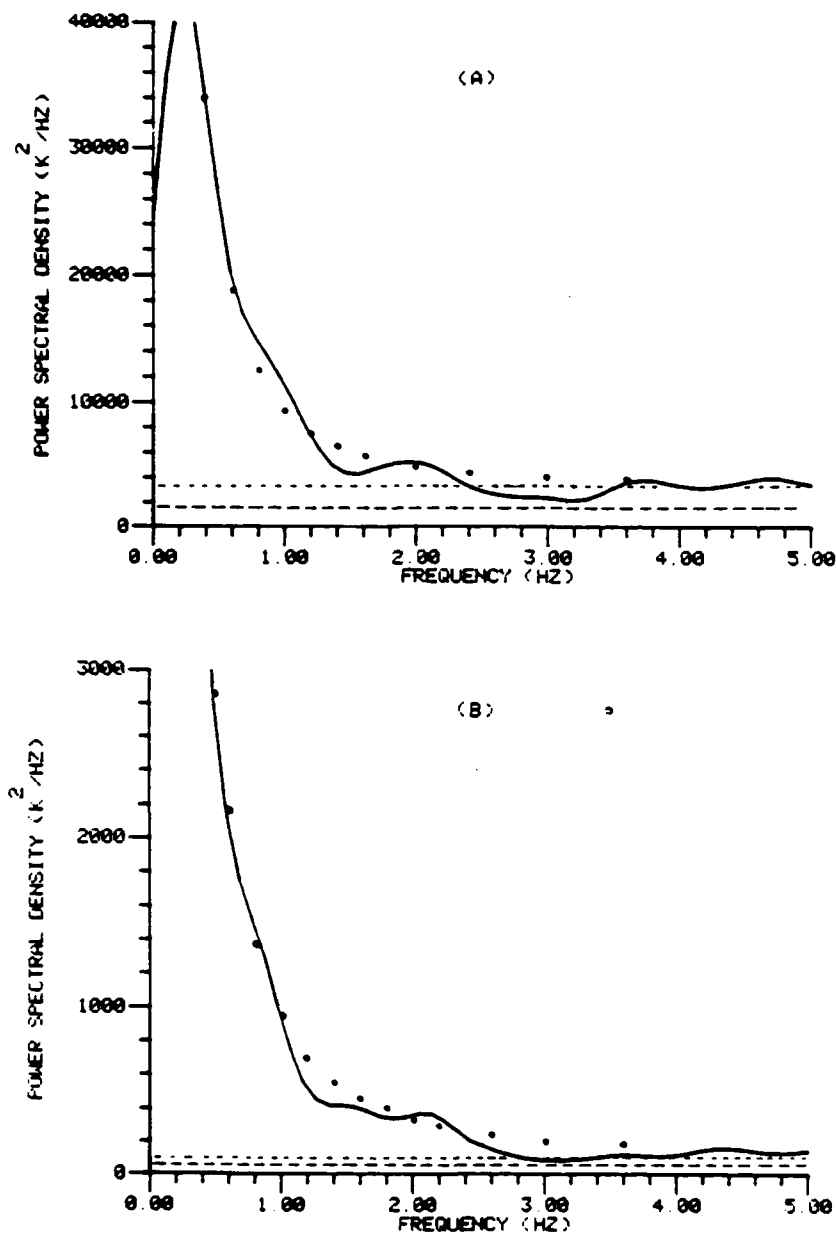 40000
(A)
30000
20000
10000
0
POWER SPECTRAL DENSITY (K2/HZ)
0.00 1.00 2.00 3.00 4.00 5.00
FREQUENCY (HZ)
3000
(B)
2000
1000
0
POWER SPECTRAL DENSITY (K2/HZ)
0.00 1.00 2.00 3.00 4.00 5.00
FREQUENCY (HZ)